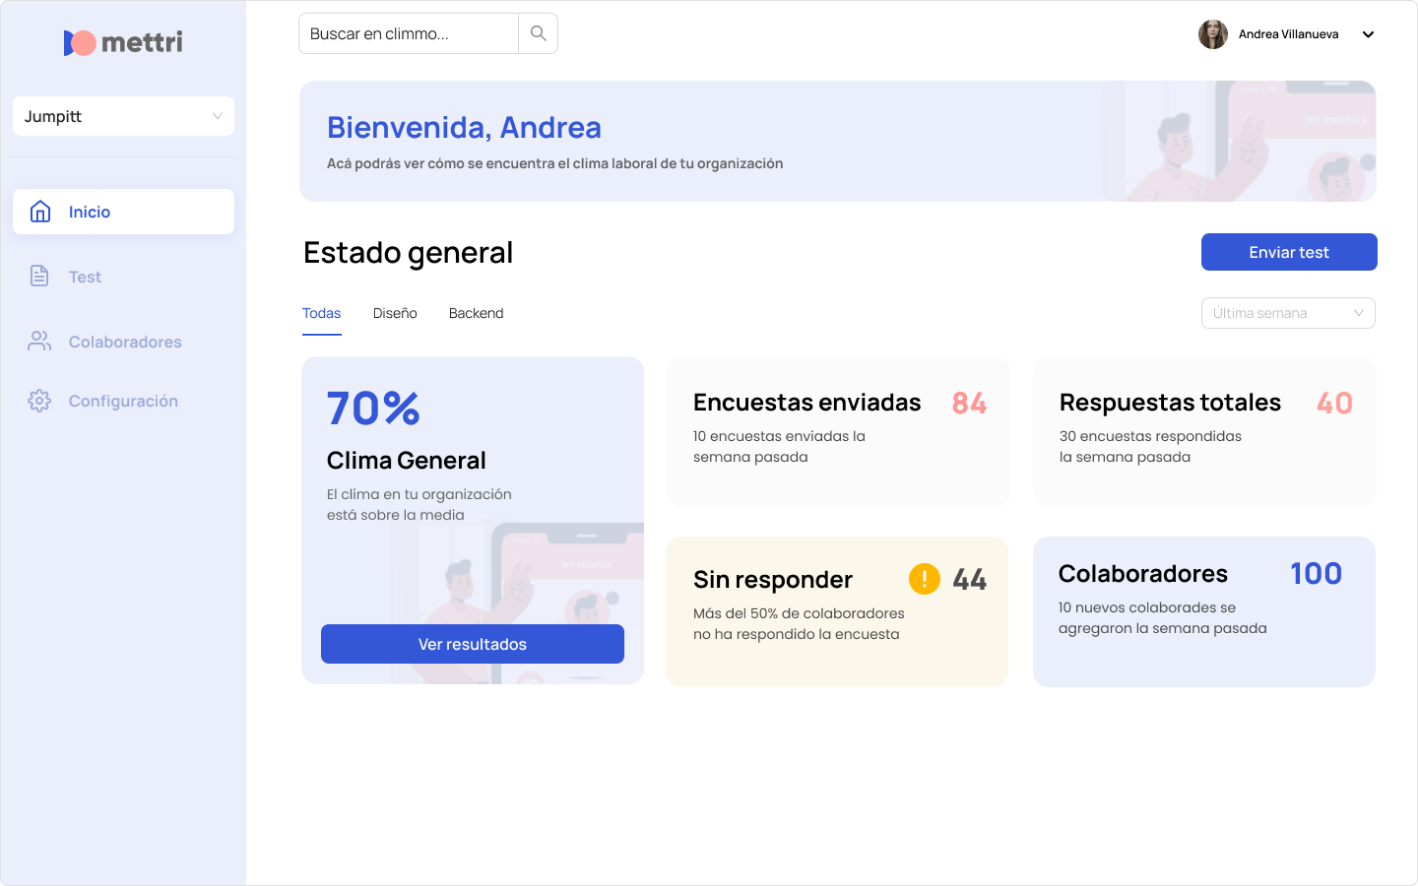 mettri
Buscar en climmo...
Andrea Villanueva
Jumpitt
Inicio
Test
Colaboradores
Configuración
Bienvenida, Andrea
Acá podrás ver cómo se encuentra el clima laboral de tu organización
MY PROFILE
Estado general
Enviar test
Todas
Diseño
Backend
Última semana
70%
Clima General
El clima en tu organización
está sobre la media
MY PROFILE
Ver resultados
Encuestas enviadas 84
10 encuestas enviadas la
semana pasada
Respuestas totales 40
30 encuestas respondidas
la semana pasada
Sin responder ! 44
Más del 50% de colaboradores
no ha respondido la encuesta
Colaboradores 100
10 nuevos colaborades se
agregaron la semana pasada